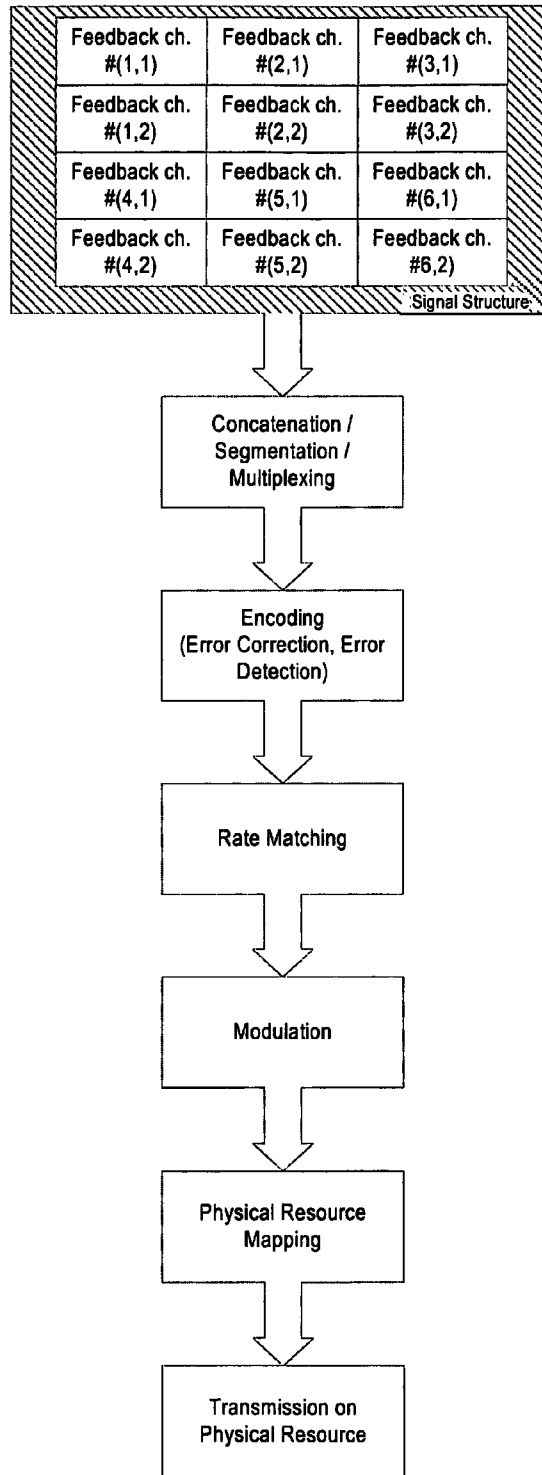 Feedback ch. Feedback ch. Feedback ch.
#(1,1) #(2,1) #(3,1)
Feedback ch. Feedback ch. Feedback ch.
#(1,2) #(2,2) #(3,2)
Feedback ch. Feedback ch. Feedback ch.
#(4,1) #(5,1) #(6,1)
Feedback ch. Feedback ch. Feedback ch.
#(4,2) #(5,2) #6,2)
Signal Structure
Concatenation /
Segmentation /
Multiplexing
Encoding
(Error Correction, Error
Detection)
Rate Matching
Modulation
Physical Resource
Mapping
Transmission on
Physical Resource